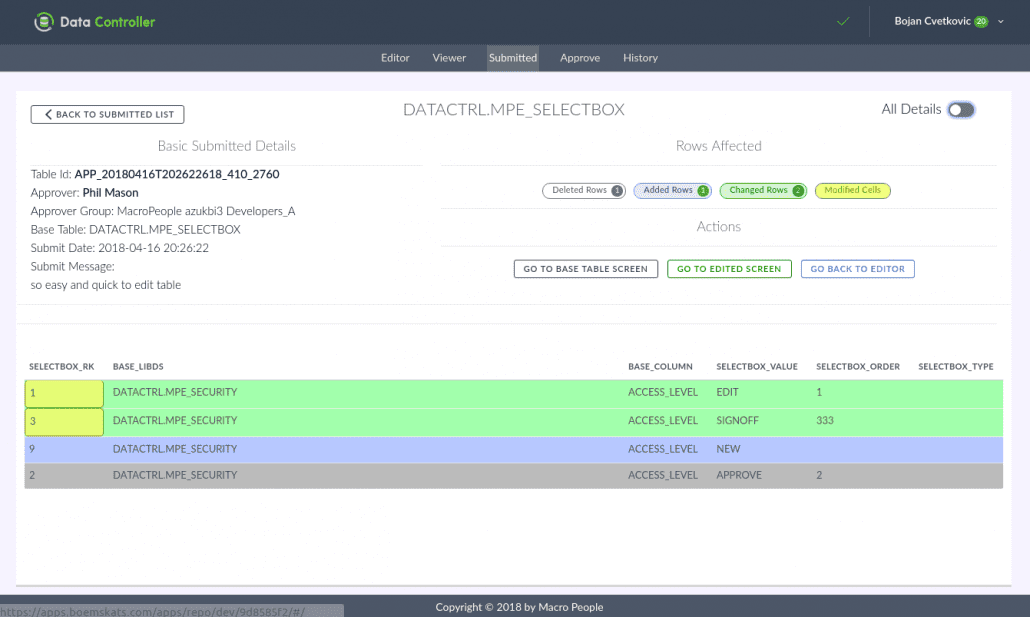 Data Controller
Bojan Cvetkovic 20
Editor Viewer Submitted Approve History
BACK TO SUBMITTED LIST
DATACTRL.MPE_SELECTBOX
All Details
Basic Submitted Details
Rows Affected
Table Id: APP_20180416T202622618_410_2760
Approver: Phil Mason
Approver Group: MacroPeople azukbi3 Developers_A
Base Table: DATACTRL.MPE_SELECTBOX
Submit Date: 2018-04-16 20:26:22
Submit Message:
so easy and quick to edit table
Deleted Rows 1 Added Rows 1 Changed Rows 2 Modified Cells
Actions
GO TO BASE TABLE SCREEN GO TO EDITED SCREEN GO BACK TO EDITOR
SELECTBOX_RK BASE_LIBDS BASE_COLUMN SELECTBOX_VALUE SELECTBOX_ORDER SELECTBOX_TYPE
1 DATACTRL.MPE_SECURITY ACCESS_LEVEL EDIT 1
3 DATACTRL.MPE_SECURITY ACCESS_LEVEL SIGNOFF 333
9 DATACTRL.MPE_SECURITY ACCESS_LEVEL NEW
2 DATACTRL.MPE_SECURITY ACCESS_LEVEL APPROVE 2
Copyright © 2018 by Macro People
https://apps.boemskats.com/apps/repo/dev/9d8585f2/#/